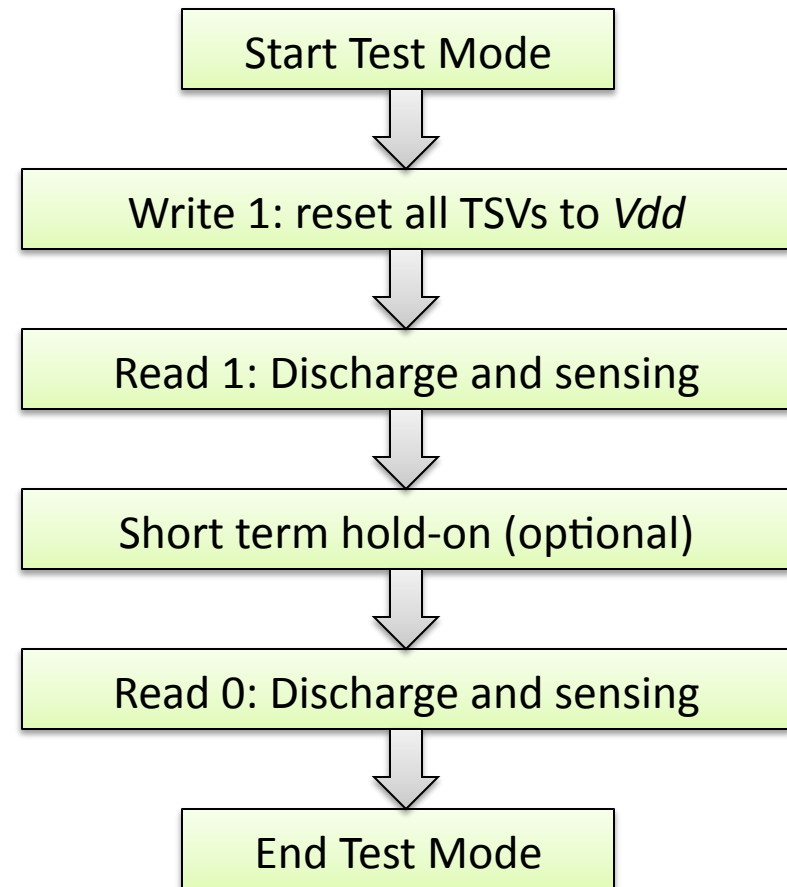 Start Test Mode
Write 1: reset all TSVs to Vdd
Read 1: Discharge and sensing
Short term hold-on (optional)
Read 0: Discharge and sensing
End Test Mode